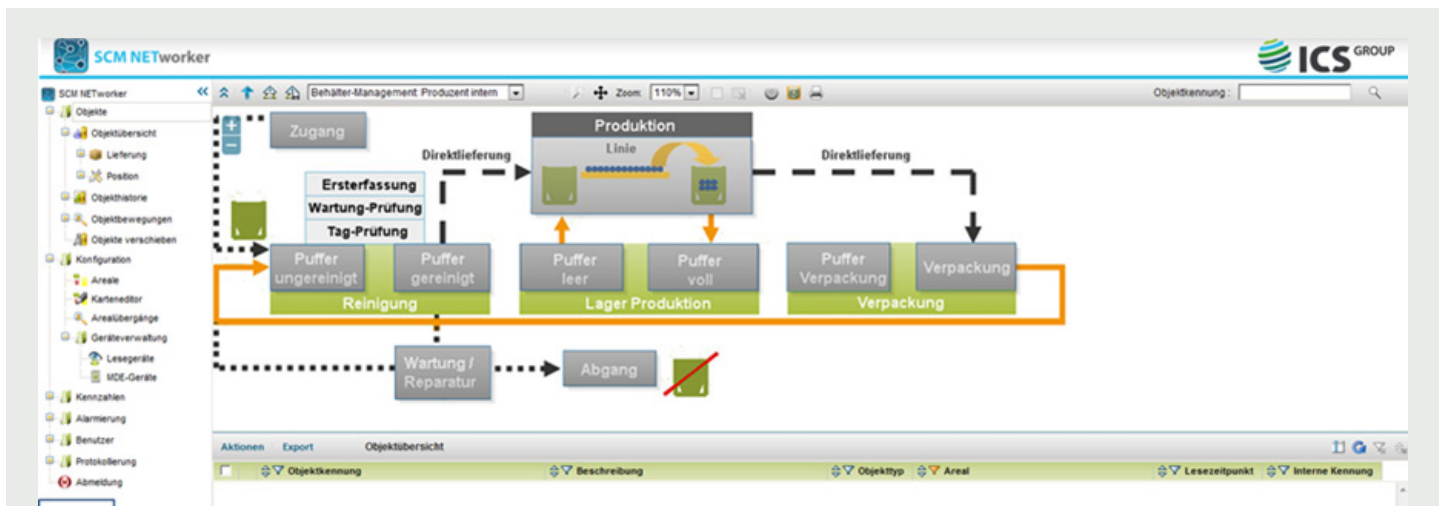 SCM NETworker
ICS GROUP
SCM NETworker
Behälter-Management Produzent intern
Zoom: 110%
Objektkennung :
Objekte
Objektübersicht
Lieferung
Position
Objekthistorie
Objektbewegungen
Objekte verschieben
Konfiguration
Areale
Karteneditor
Arealübergänge
Geräteverwaltung
Lesegeräte
MDE-Geräte
Kennzahlen
Alarmierung
Benutzer
Protokollierung
Abmeldung
Zugang
Produktion
Linie
Direktlieferung
Direktlieferung
Ersterfassung
Wartung-Prüfung
Tag-Prüfung
Puffer
ungereinigt
Puffer
gereinigt
Reinigung
Puffer
leer
Puffer
voll
Lager Produktion
Puffer
Verpackung
Verpackung
Verpackung
Wartung /
Reparatur
Abgang
Aktionen Export Objektübersicht
Objektkennung Beschreibung Objekttyp Areal Lesezeitpunkt Interne Kennung